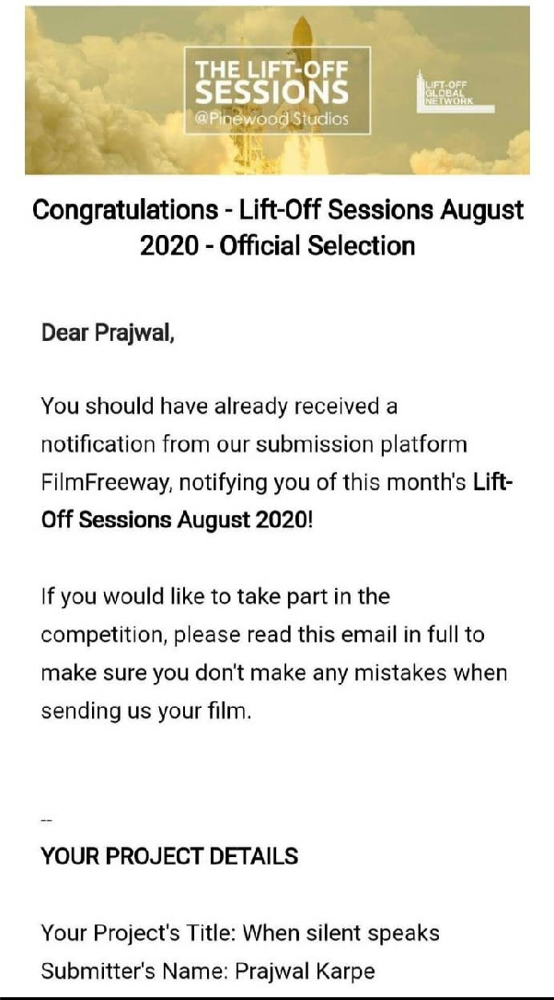 THE LIFT-OFF
SESSIONS
@Pinewood Studios
LIFT-OFF
GLOBAL
NETWORK
Congratulations - Lift-Off Sessions August
2020 - Official Selection
Dear Prajwal,
You should have already received a
notification from our submission platform
FilmFreeway, notifying you of this month's Lift-
Off Sessions August 2020!
If you would like to take part in the
competition, please read this email in full to
make sure you don't make any mistakes when
sending us your film.
--
YOUR PROJECT DETAILS
Your Project's Title: When silent speaks
Submitter's Name: Prajwal Karpe